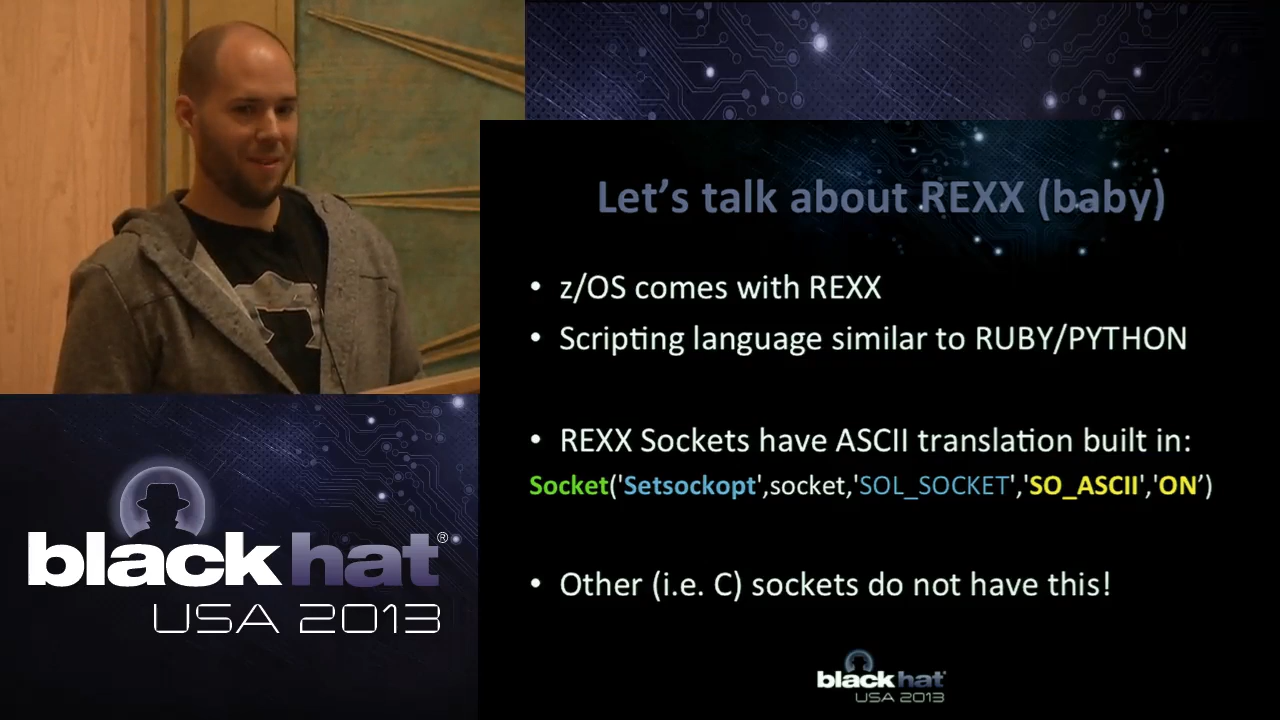 Let's talk about REXX (baby)
• z/OS comes with REXX
• Scripting language similar to RUBY/PYTHON
• REXX Sockets have ASCII translation built in:
Socket('Setsockopt',socket,'SOL_SOCKET','SO_ASCII','ON’)
• Other (i.e. C) sockets do not have this!
black hat®
USA 2013
black hat®
USA 2013